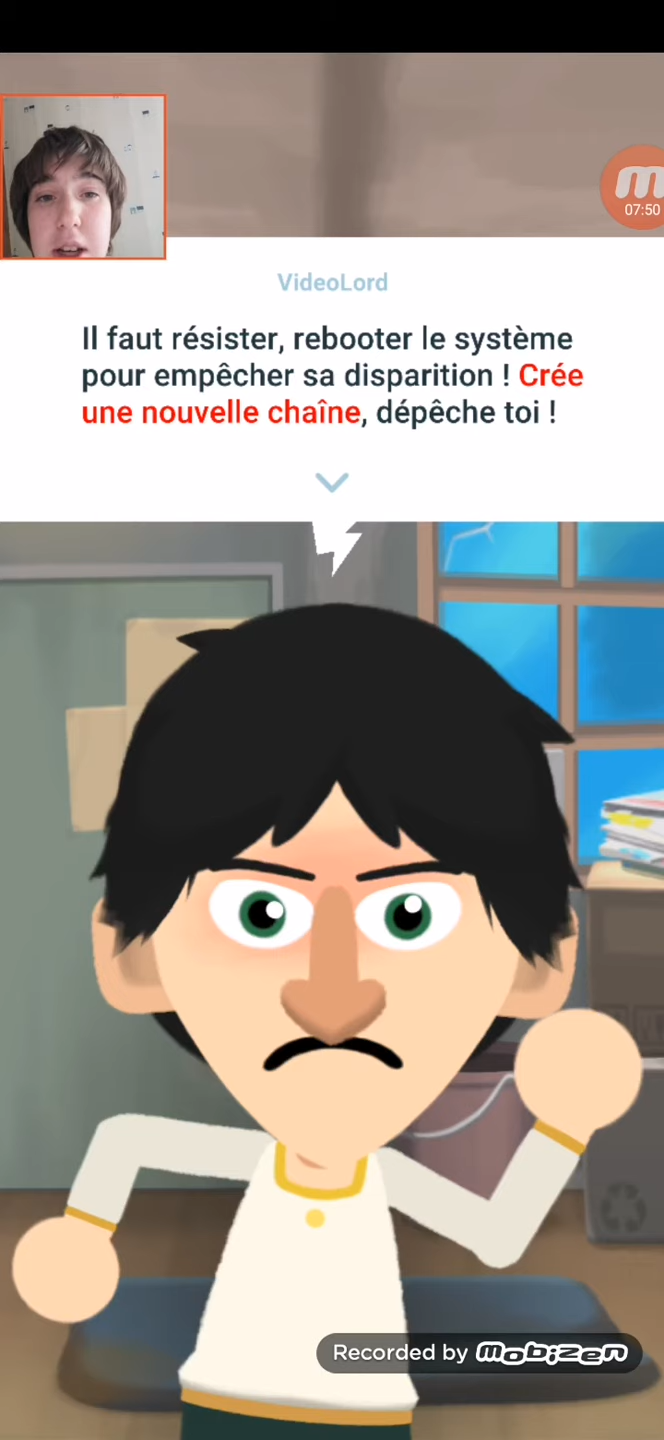 07:50
VideoLord
Il faut résister, rebooter le système
pour empêcher sa disparition ! Crée
une nouvelle chaîne, dépêche toi !
Recorded by mobizen